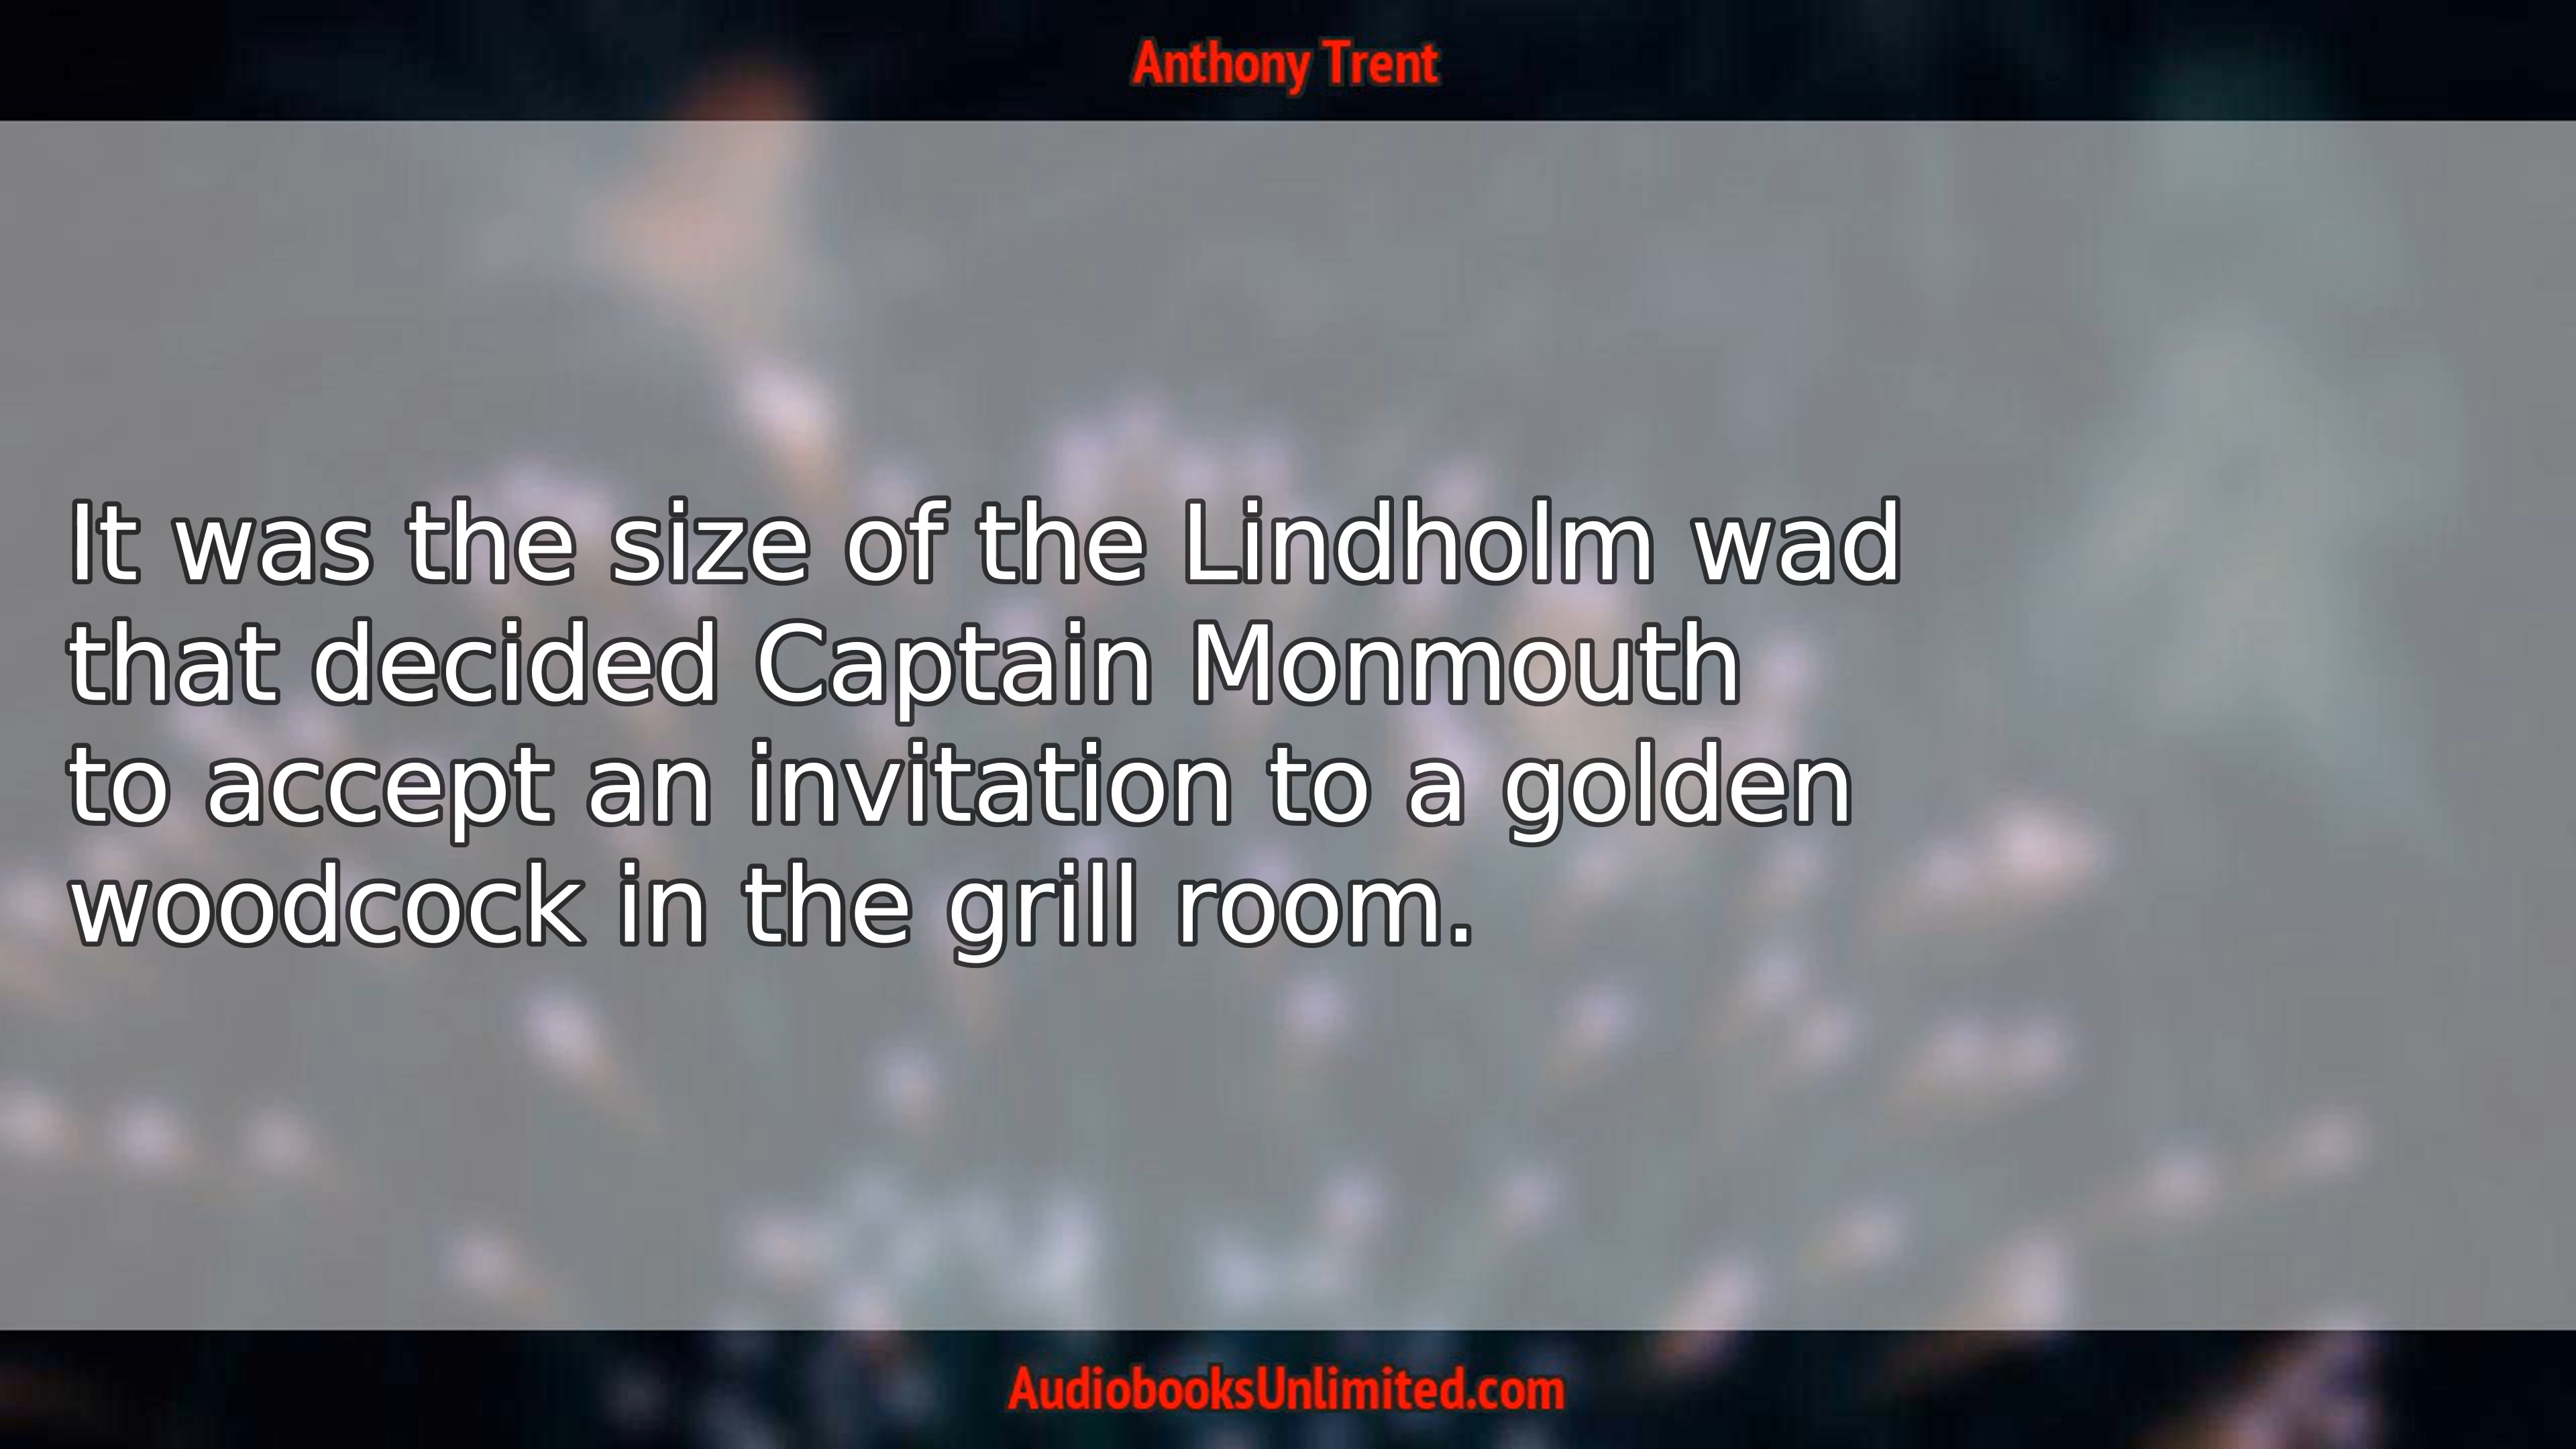 Anthony Trent
It was the size of the Lindholm wad
that decided Captain Monmouth
to accept an invitation to a golden
woodcock in the grill room.
AudiobooksUnlimited.com